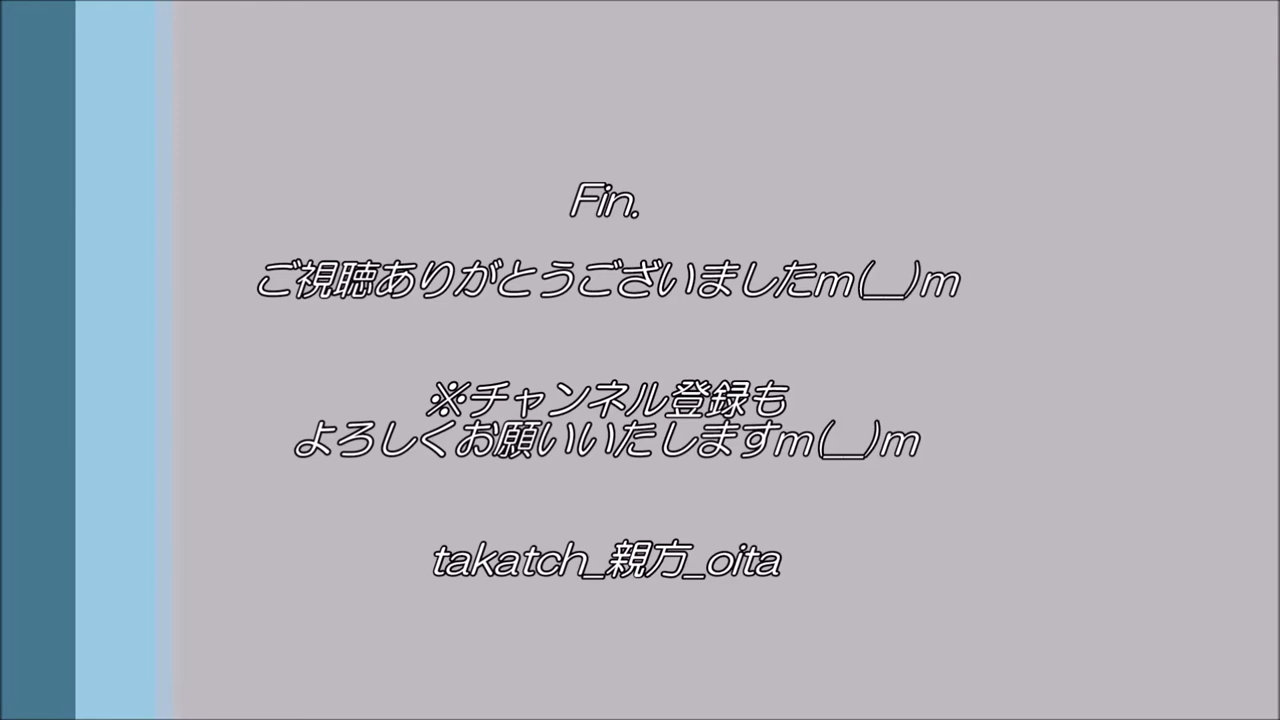 Fin.
ご視聴ありがとうございましたm(__)m
※チャンネル登録も
よろしくお願いいたしますm(__)m
takatch_親方_oita